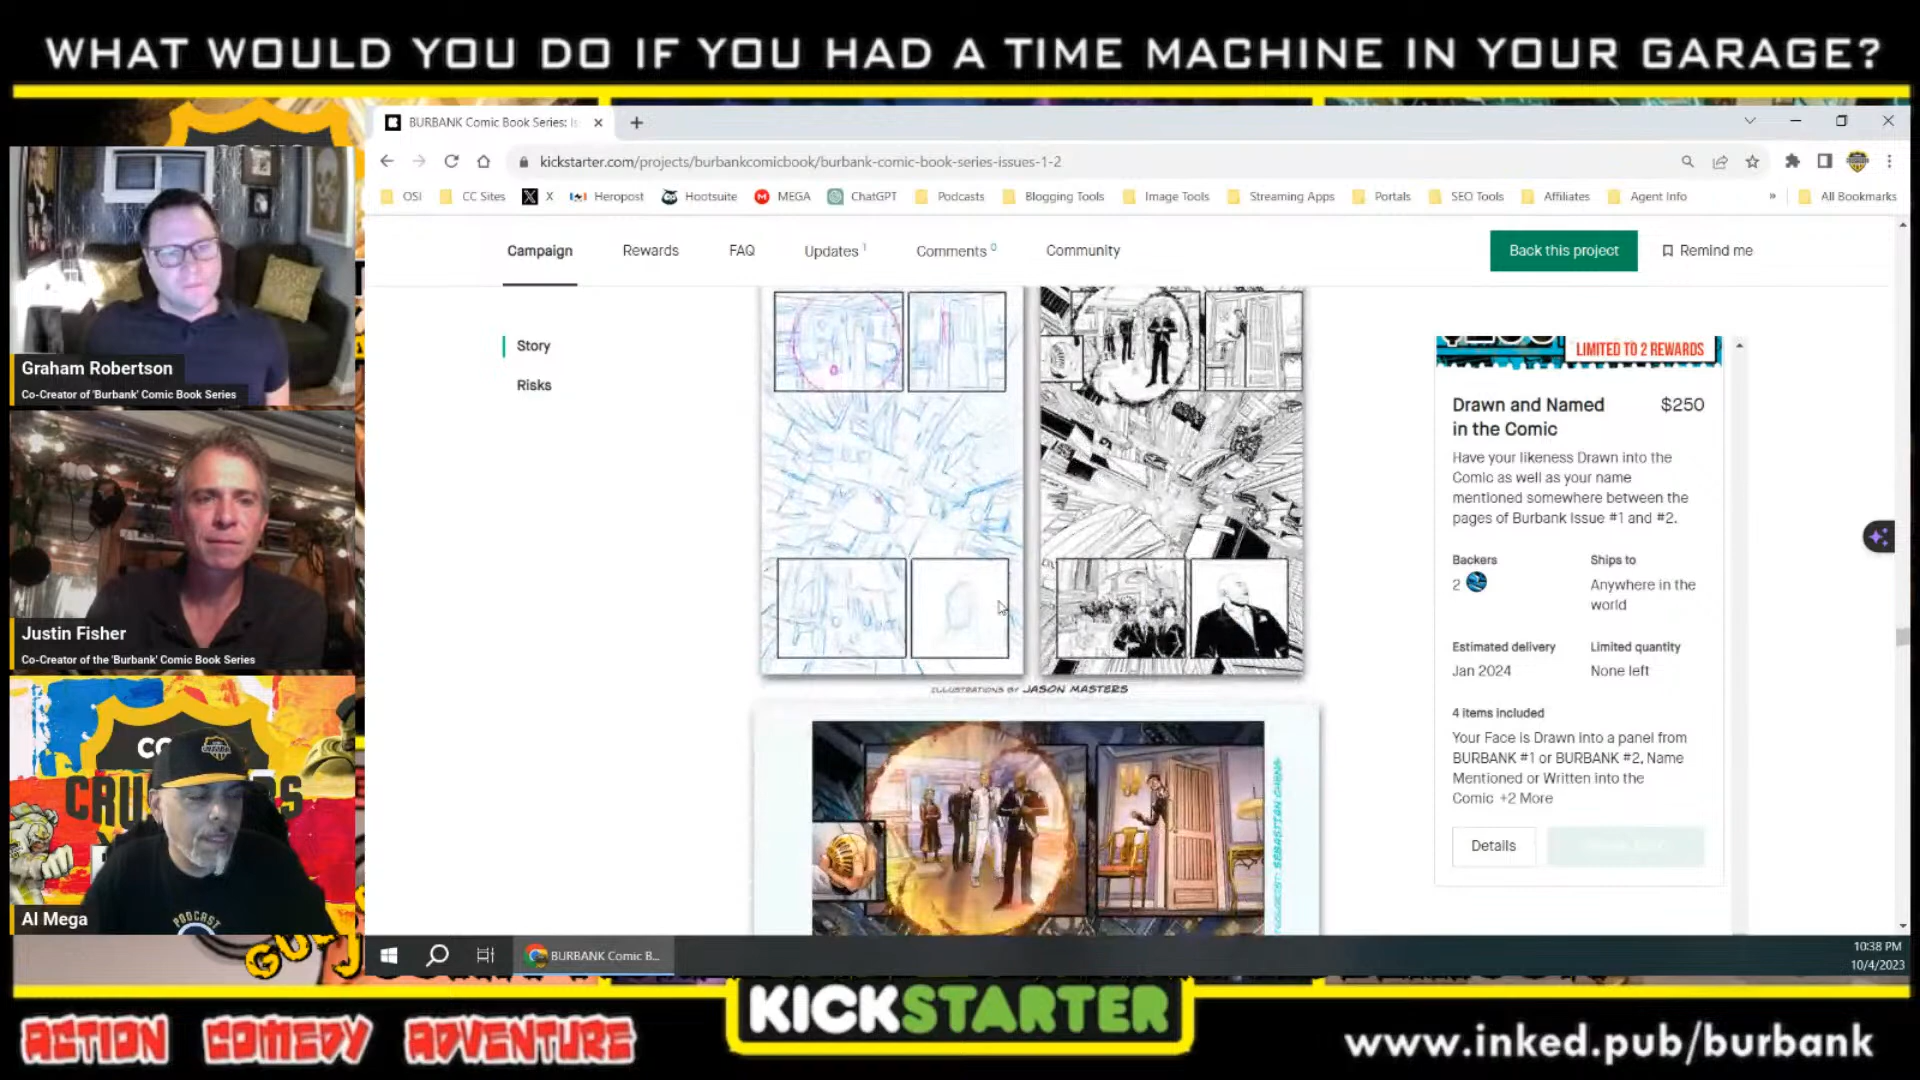 WHAT WOULD YOU DO IF YOU HAD A TIME MACHINE IN YOUR GARAGE?
BURBANK Comic Book Series: Is
kickstarter.com/projects/burbankcomicbook/burbank-comic-book-series-issues-1-2
OSI CC Sites X Heropost Hootsuite MEGA ChatGPT Podcasts Blogging Tools Image Tools Streaming Apps Portals SEO Tools Affiliates Agent Info » All Bookmarks
Campaign Rewards FAQ Updates 1 Comments 0 Community Back this project Remind me
Story
Risks
LIMITED TO 2 REWARDS
Drawn and Named in the Comic $250
Have your likeness Drawn into the
Comic as well as your name
mentioned somewhere between the
pages of Burbank Issue #1 and #2.
Backers
2
Ships to
Anywhere in the
world
Estimated delivery
Jan 2024
Limited quantity
None left
4 items included
Your Face is Drawn into a panel from
BURBANK #1 or BURBANK #2, Name
Mentioned or Written into the
Comic +2 More
Details
ILLUSTRATIONS BY JASON MASTERS
SEBASTIAN CHENG
Graham Robertson
Co-Creator of 'Burbank' Comic Book Series
Justin Fisher
Co-Creator of the 'Burbank' Comic Book Series
PODCAST
Al Mega
BURBANK Comic B...
10:38 PM
10/4/2023
ACTION COMEDY ADVENTURE
KICKSTARTER
www.inked.pub/burbank